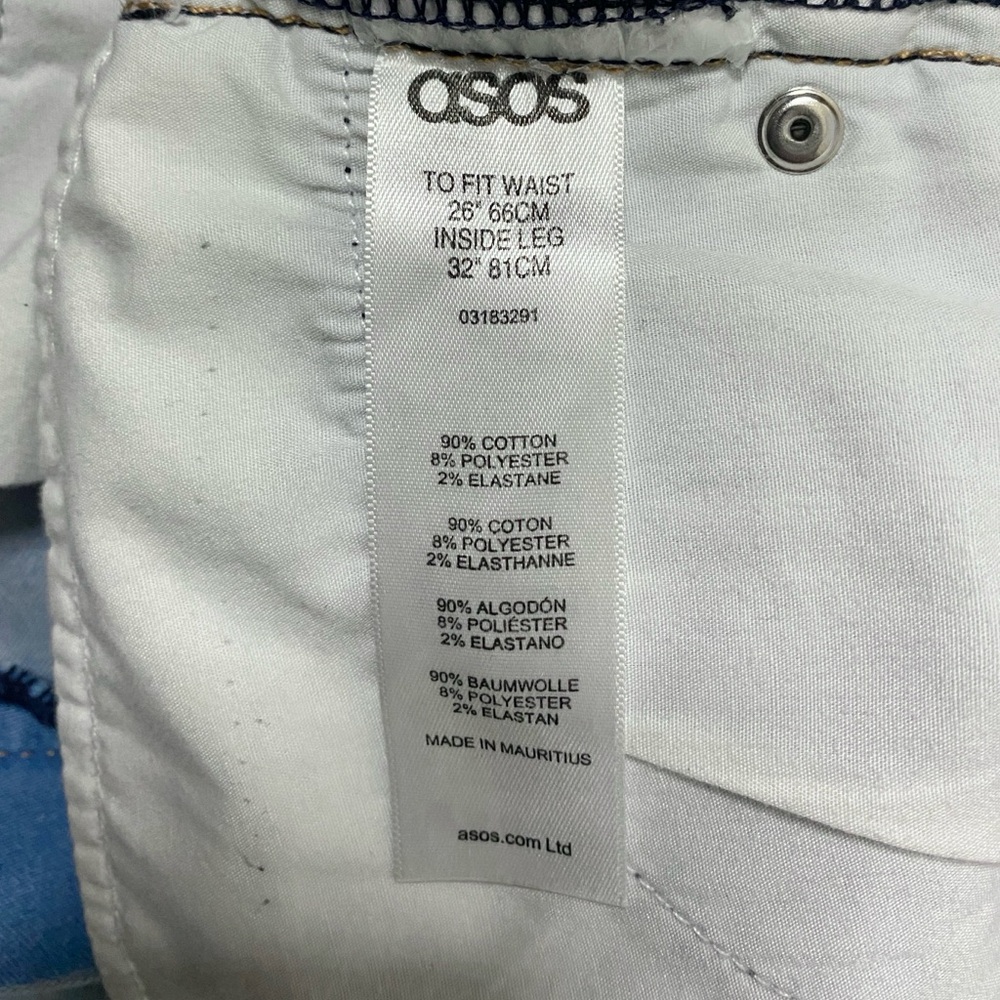 asos
TO FIT WAIST
26" 66CM
INSIDE LEG
32" 81CM
03183291
90% COTTON
8% POLYESTER
2% ELASTANE
90% COTON
8% POLYESTER
2% ELASTHANNE
90% ALGODÓN
8% POLIÉSTER
2% ELASTANO
90% BAUMWOLLE
8% POLYESTER
2% ELASTAN
MADE IN MAURITIUS
asos.com Ltd